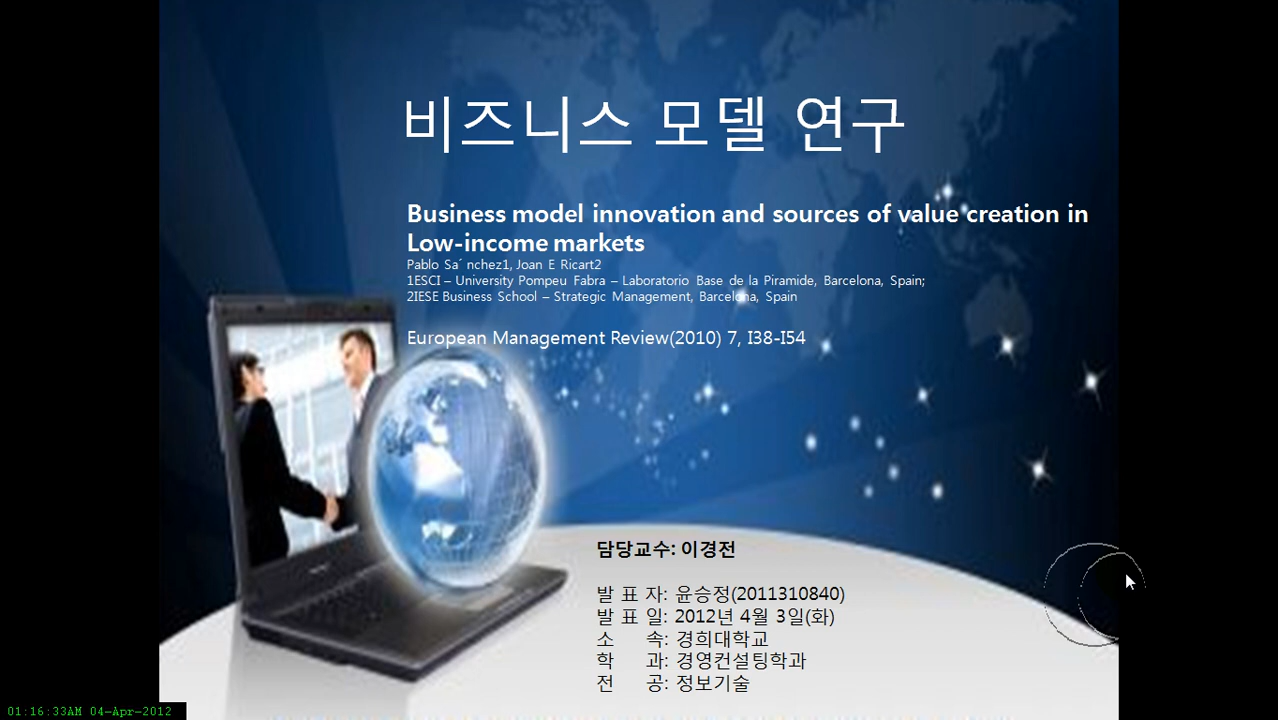 비즈니스 모델 연구
Business model innovation and sources of value creation in
Low-income markets
Pablo Sa´ nchez1, Joan E Ricart2
1ESCI – University Pompeu Fabra – Laboratorio Base de la Piramide, Barcelona, Spain;
2IESE Business School – Strategic Management, Barcelona, Spain
European Management Review(2010) 7, I38-I54
담당교수: 이경전
발 표 자: 윤승정(2011310840)
발 표 일: 2012년 4월 3일(화)
소 속: 경희대학교
학 과: 경영컨설팅학과
전 공: 정보기술
01:16:33AM 04-Apr-2012